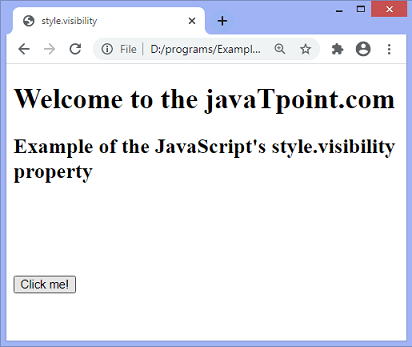 style.visibility
File | D:/programs/Exampl...
Welcome to the javaTpoint.com
Example of the JavaScript's style.visibility
property
Click me!